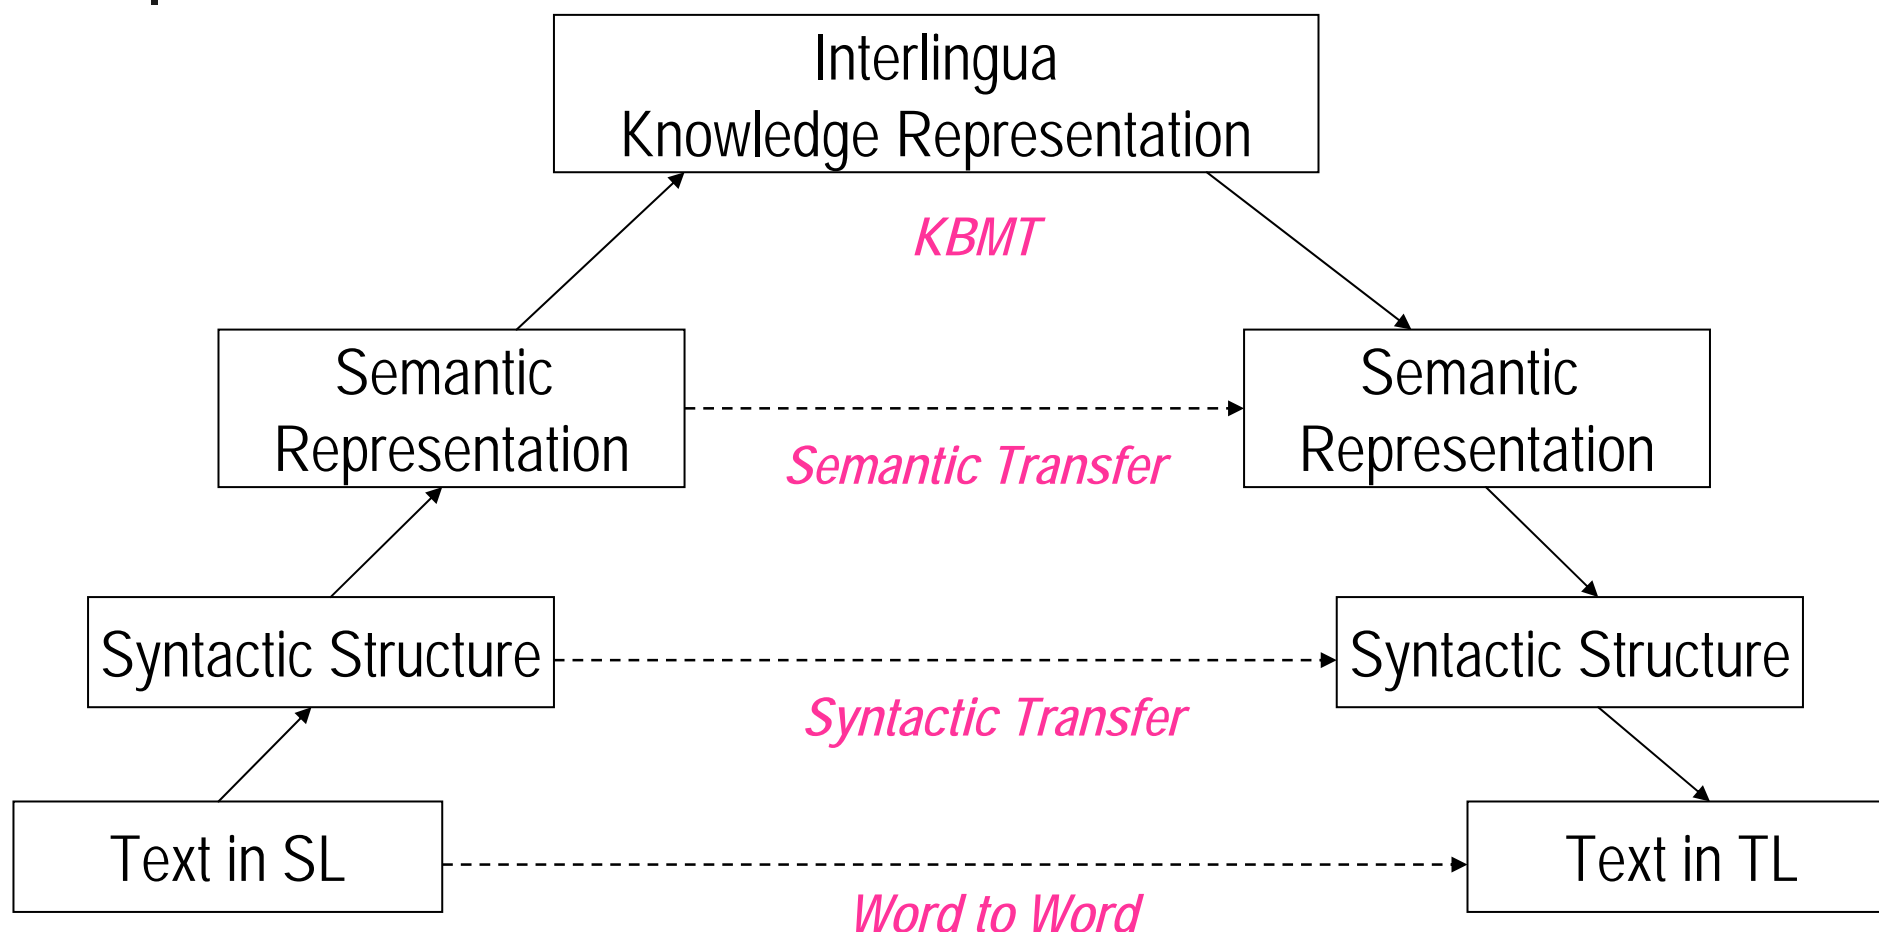 Interlingua
Knowledge Representation
KBMT
Semantic
Representation
Semantic
Representation
Semantic Transfer
Syntactic Structure
Syntactic Structure
Syntactic Transfer
Text in SL
Text in TL
Word to Word